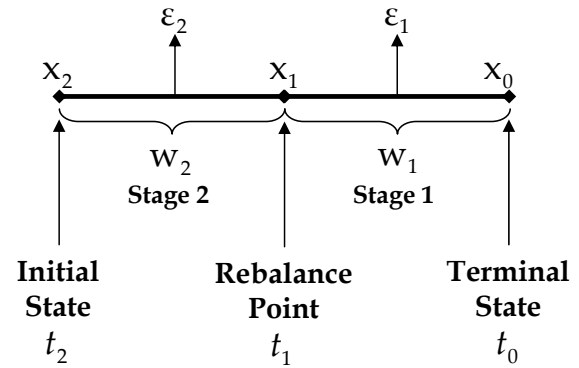 ε₂ ε₁
x₂ x₁ x₀
w₂ w₁
Stage 2 Stage 1
Initial Rebalance Terminal
State Point State
t₂ t₁ t₀